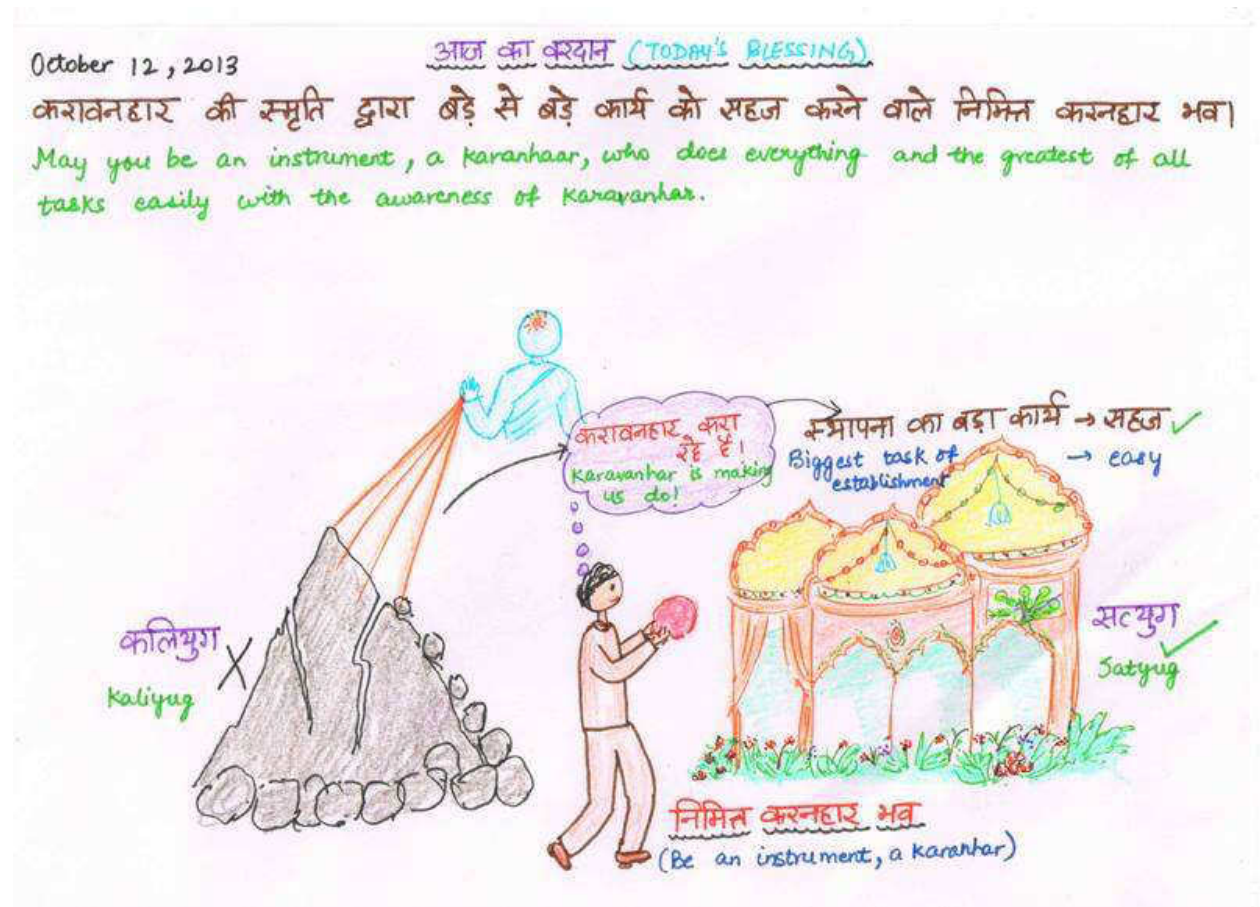 October 12, 2013
आज का वरदान (TODAY'S BLESSING)
करावनहार की स्मृति द्वारा बड़े से बड़े कार्य को सहज करने वाले निमित्त करनहार भव।
May you be an instrument, a karanhaar, who does everything and the greatest of all
tasks easily with the awareness of Karavanhar.
करावनहार करा
रहे हैं!
Karavanhar is making
us do!
स्थापना का बड़ा कार्य → सहज ✓
Biggest task of → easy
establishment
कलियुग X
Kaliyug
सत्युग
Satyug ✓
निमित्त करनहार भव
(Be an instrument, a karanhar)